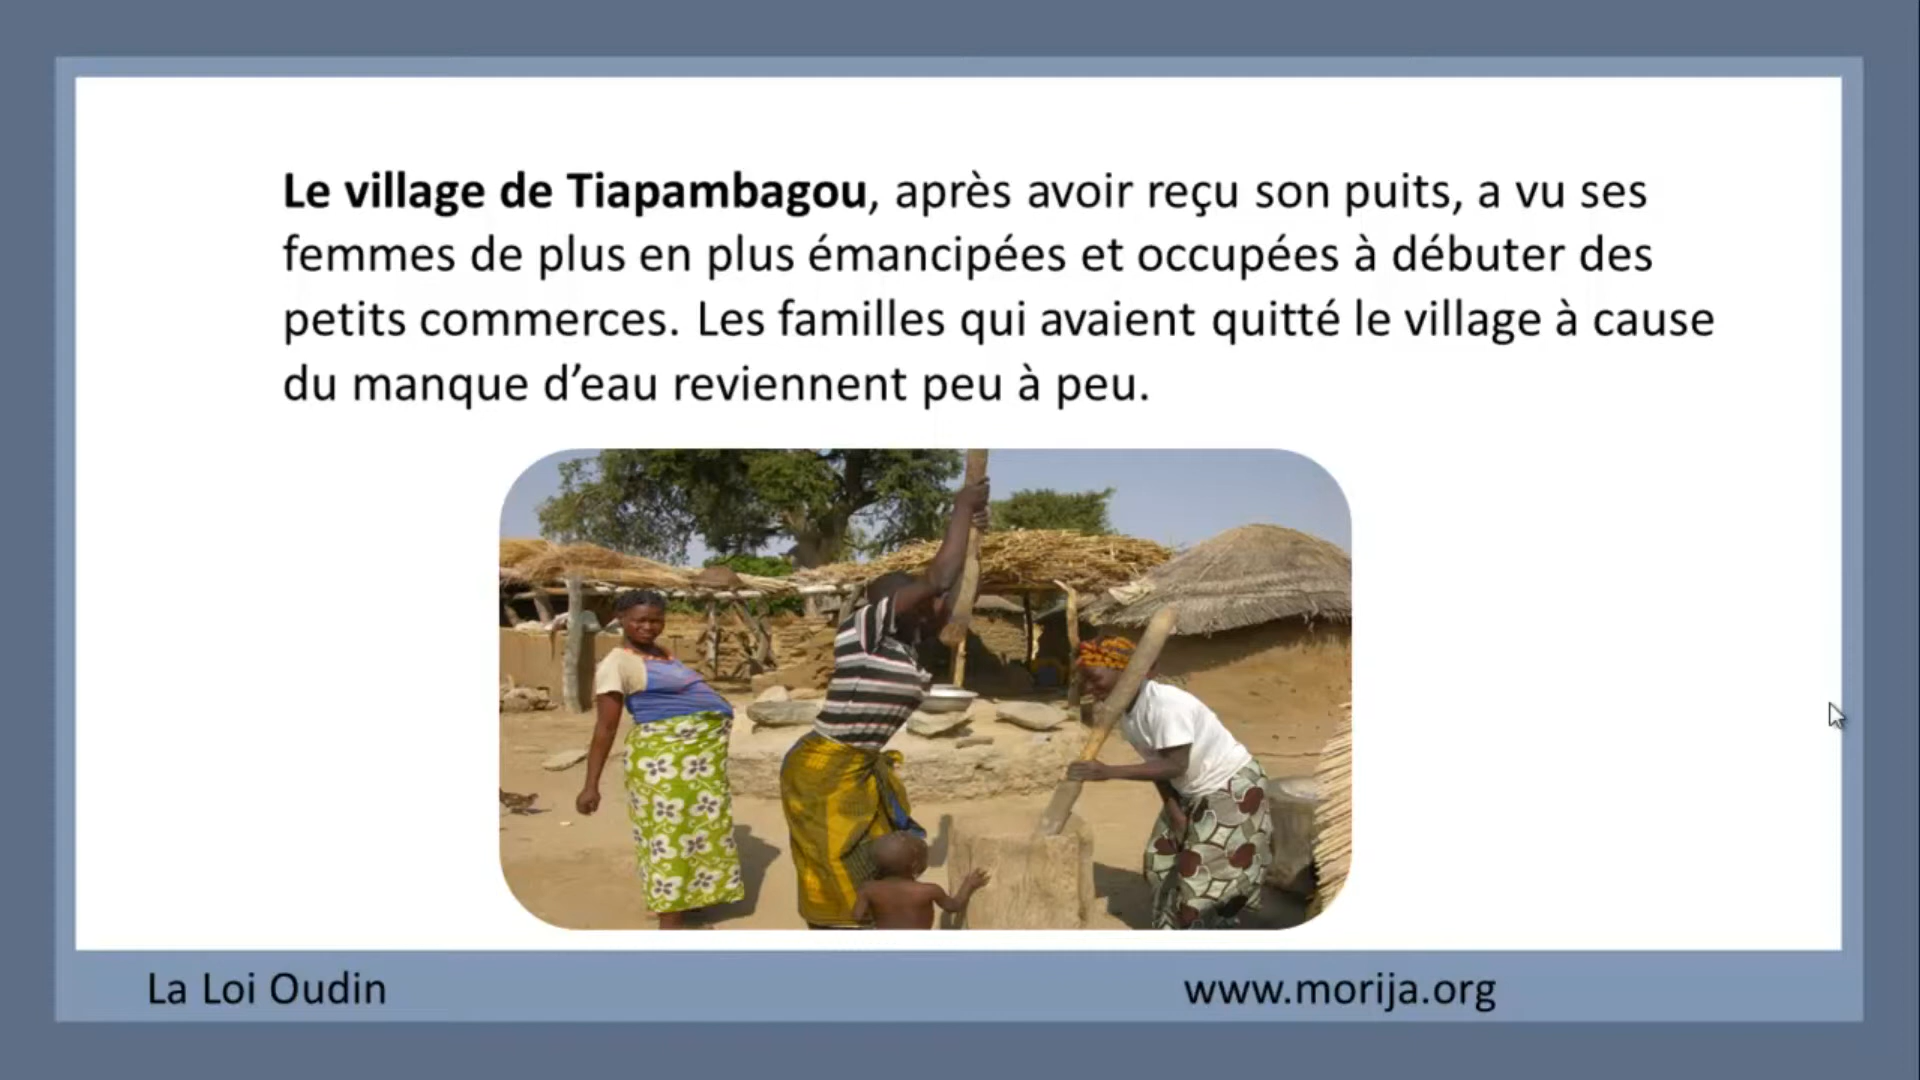 Le village de Tiapambagou, après avoir reçu son puits, a vu ses
femmes de plus en plus émancipées et occupées à débuter des
petits commerces. Les familles qui avaient quitté le village à cause
du manque d’eau reviennent peu à peu.
La Loi Oudin
www.morija.org